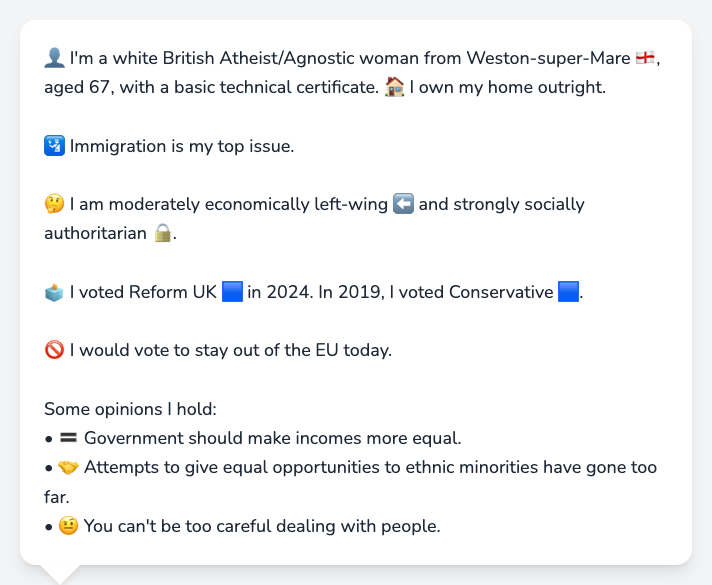 👤 I'm a white British Atheist/Agnostic woman from Weston-super-Mare 🏴󠁧󠁢󠁥󠁮󠁧󠁿,
aged 67, with a basic technical certificate. 🏠 I own my home outright.
🛂 Immigration is my top issue.
🤔 I am moderately economically left-wing ⬅️ and strongly socially
authoritarian 🔒.
🗳️ I voted Reform UK 🟦 in 2024. In 2019, I voted Conservative 🟦.
🚫 I would vote to stay out of the EU today.
Some opinions I hold:
• 🟰 Government should make incomes more equal.
• 🤝 Attempts to give equal opportunities to ethnic minorities have gone too
far.
• 🤨 You can't be too careful dealing with people.